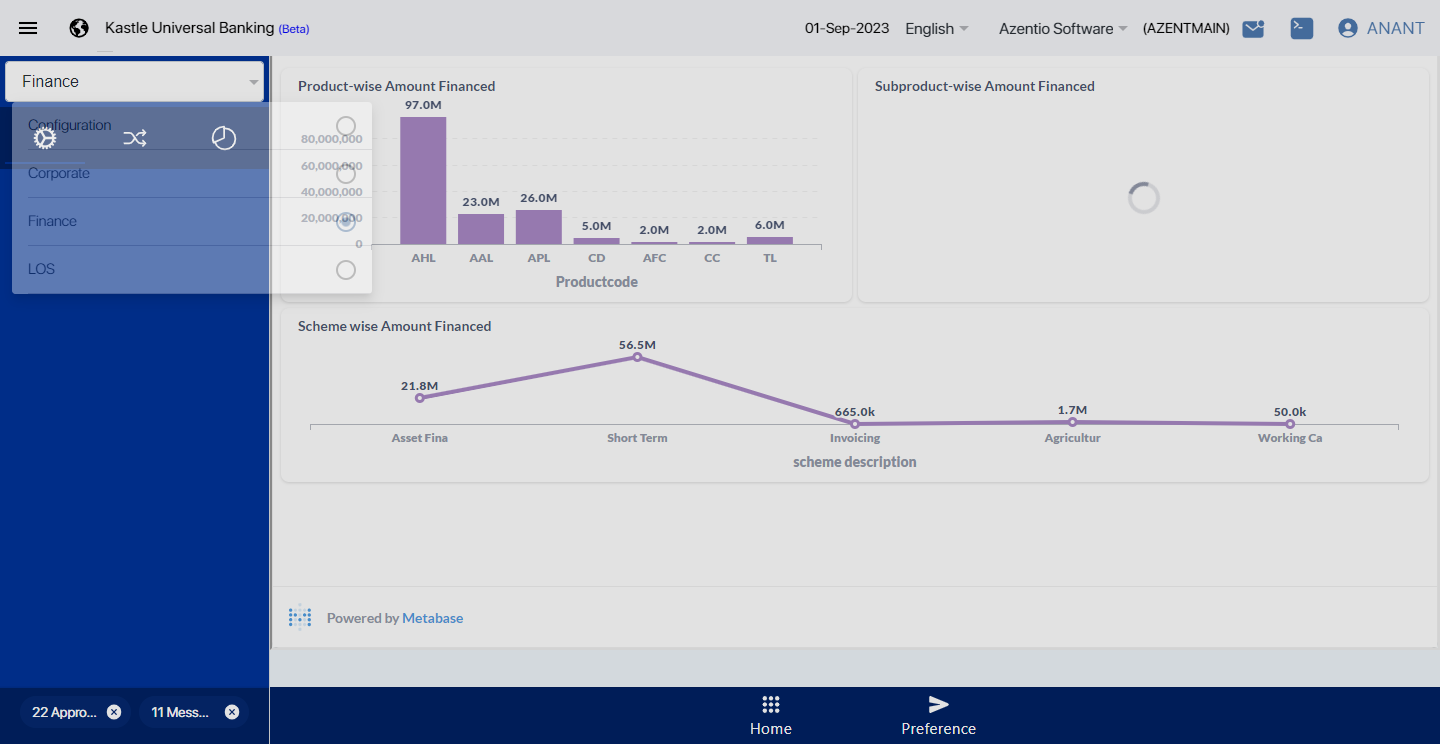 Kastle Universal Banking (Beta)
01-Sep-2023
English
Azentio Software
(AZENTMAIN)
ANANT
Finance
Configuration
Corporate
Finance
LOS
Product-wise Amount Financed
97.0M
80,000,000
60,000,000
40,000,000
20,000,000
0
23.0M
26.0M
5.0M
2.0M
2.0M
6.0M
AHL
AAL
APL
CD
AFC
CC
TL
Productcode
Subproduct-wise Amount Financed
Scheme wise Amount Financed
21.8M
56.5M
665.0k
1.7M
50.0k
Asset Fina
Short Term
Invoicing
Agricultur
Working Ca
scheme description
Powered by Metabase
22 Appro...
11 Mess...
Home
Preference